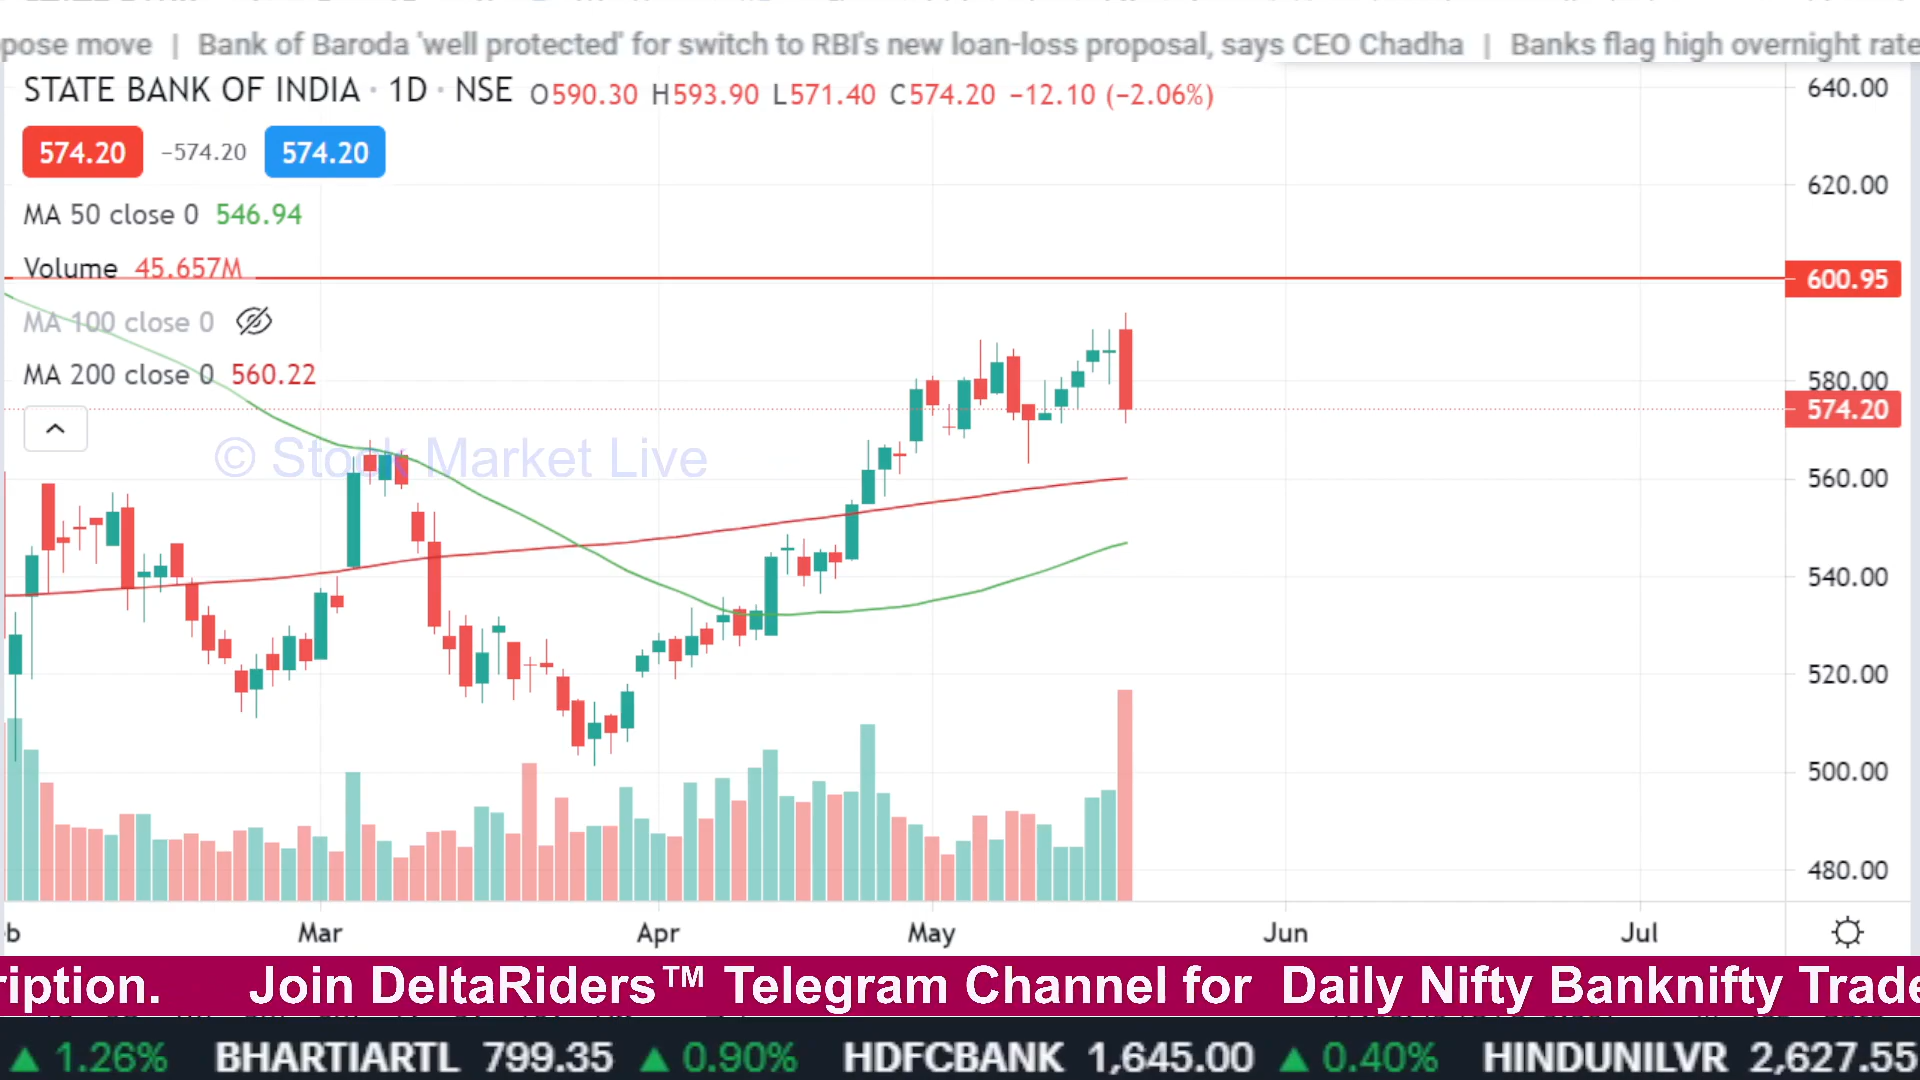 pose move | Bank of Baroda 'well protected' for switch to RBI's new loan-loss proposal, says CEO Chadha | Banks flag high overnight rate
STATE BANK OF INDIA · 1D · NSE O590.30 H593.90 L571.40 C574.20 −12.10 (−2.06%)
640.00
574.20 −574.20 574.20
620.00
MA 50 close 0 546.94
Volume 45.657M
600.95
MA 100 close 0
MA 200 close 0 560.22
580.00
574.20
© Stock Market Live
560.00
540.00
520.00
500.00
480.00
b Mar Apr May Jun Jul
ription. Join DeltaRiders™ Telegram Channel for Daily Nifty Banknifty Trade
▲ 1.26% BHARTIARTL 799.35 ▲ 0.90% HDFCBANK 1,645.00 ▲ 0.40% HINDUNILVR 2,627.55